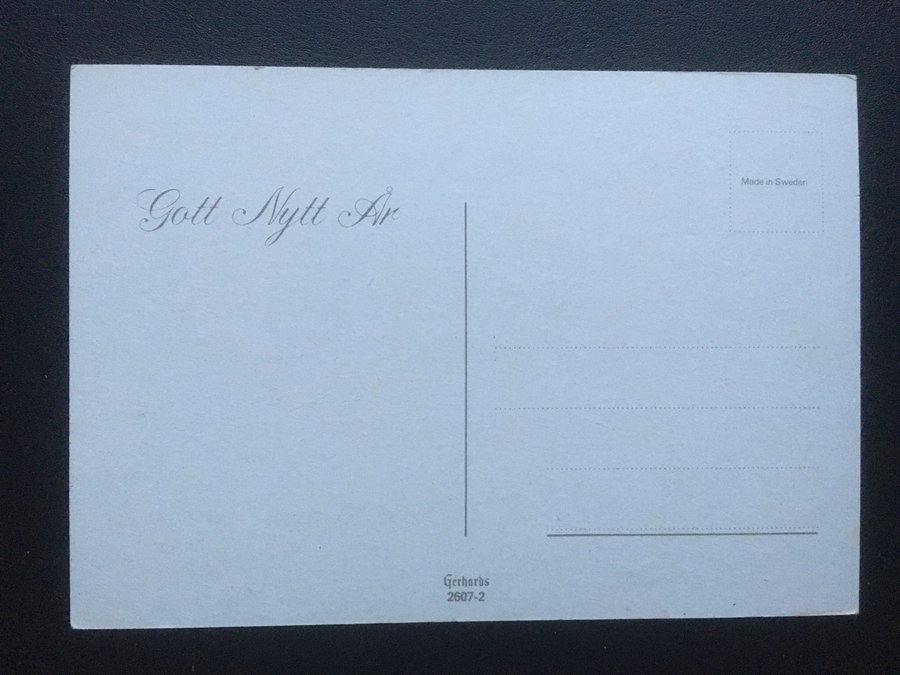 Gott Nytt År
Made in Sweden
Gerhards
2607-2